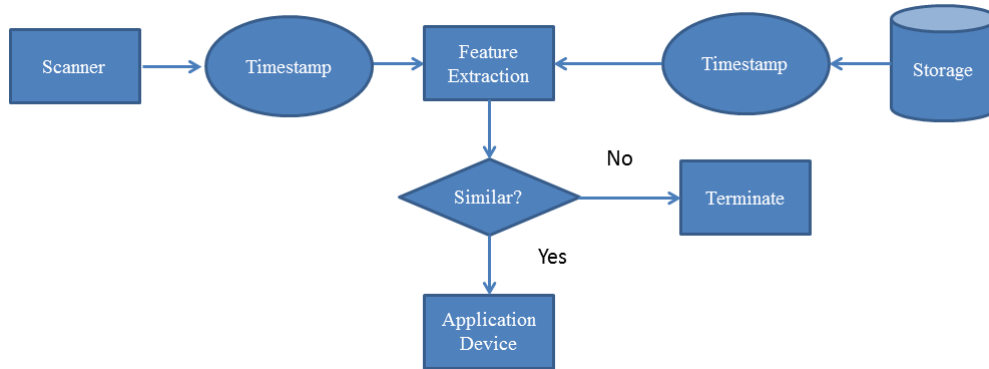 Scanner
Timestamp
Feature
Extraction
Timestamp
Storage
No
Similar?
Terminate
Yes
Application
Device